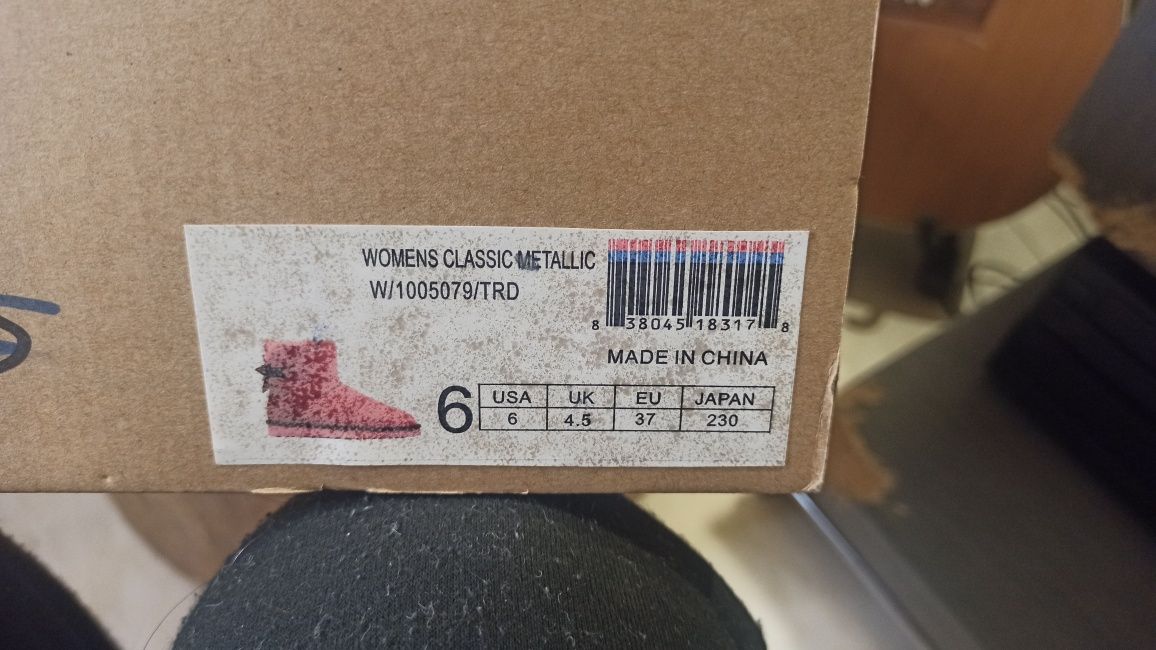 WOMENS CLASSIC METALLIC
W/1005079/TRD
8 38045 18317 8
MADE IN CHINA
6
USA UK EU JAPAN
6 4.5 37 230